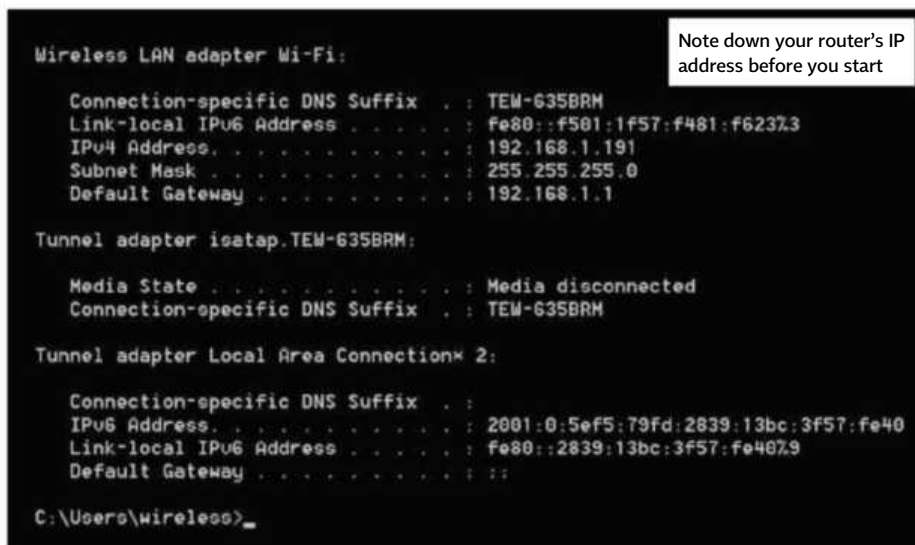 Note down your router's IP
address before you start
Wireless LAN adapter Wi-Fi:
Connection-specific DNS Suffix . : TEW-635BRM
Link-local IPv6 Address . . . . . : fe80::f501:1f57:f481:f623%3
IPv4 Address. . . . . . . . . . . : 192.168.1.191
Subnet Mask . . . . . . . . . . . : 255.255.255.0
Default Gateway . . . . . . . . . : 192.168.1.1
Tunnel adapter isatap.TEW-635BRM:
Media State . . . . . . . . . . . : Media disconnected
Connection-specific DNS Suffix . : TEW-635BRM
Tunnel adapter Local Area Connection* 2:
Connection-specific DNS Suffix . :
IPv6 Address. . . . . . . . . . . : 2001:0:5ef5:79fd:2839:13bc:3f57:fe40
Link-local IPv6 Address . . . . . : fe80::2839:13bc:3f57:fe40%9
Default Gateway . . . . . . . . . : ::
C:\Users\wireless>_